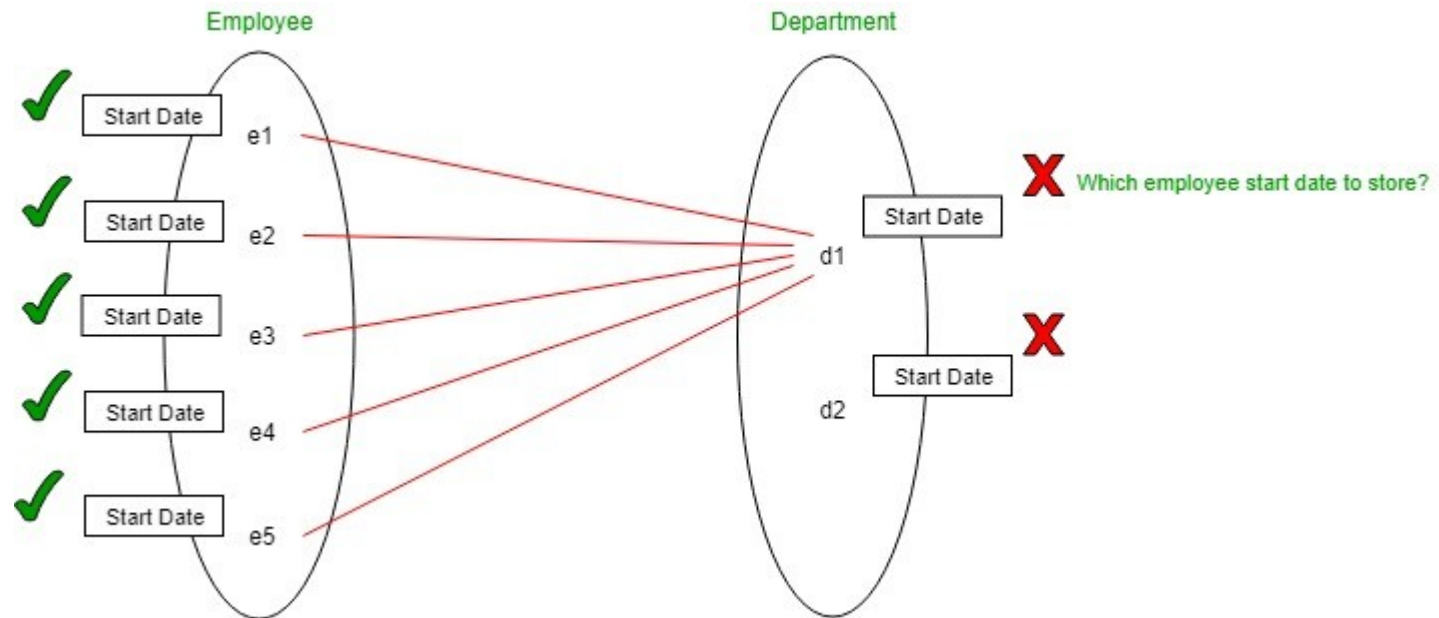 Employee
Department
Start Date
e1
Which employee start date to store?
Start Date
Start Date
e2
d1
Start Date
e3
Start Date
Start Date
d2
e4
Start Date
e5